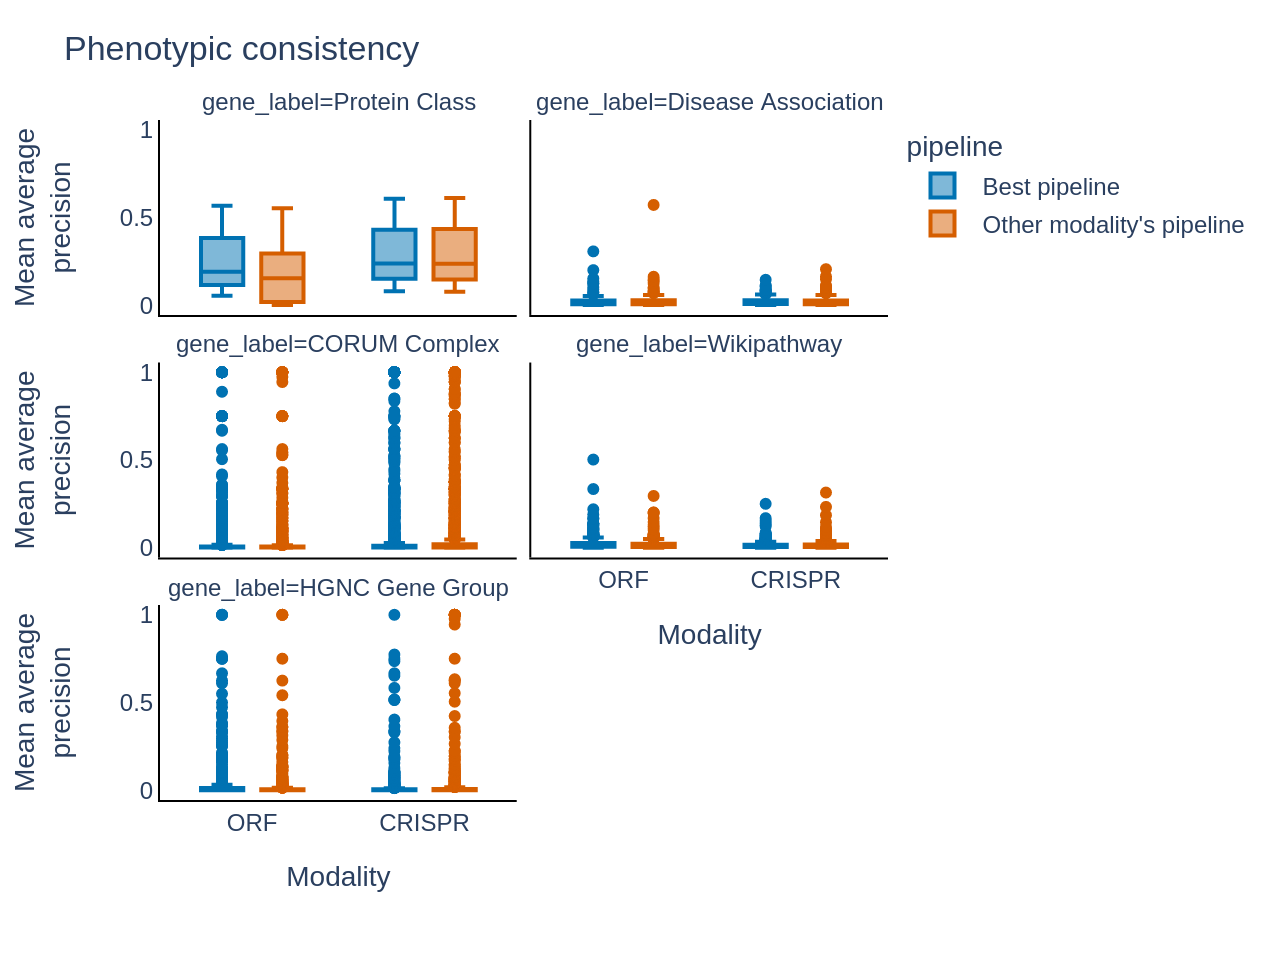 Phenotypic consistency
gene_label=Protein Class
gene_label=Disease Association
Mean average
precision
1
0.5
0
pipeline
Best pipeline
Other modality's pipeline
gene_label=CORUM Complex
gene_label=Wikipathway
Mean average
precision
1
0.5
0
ORF
CRISPR
Modality
gene_label=HGNC Gene Group
Mean average
precision
1
0.5
0
ORF
CRISPR
Modality